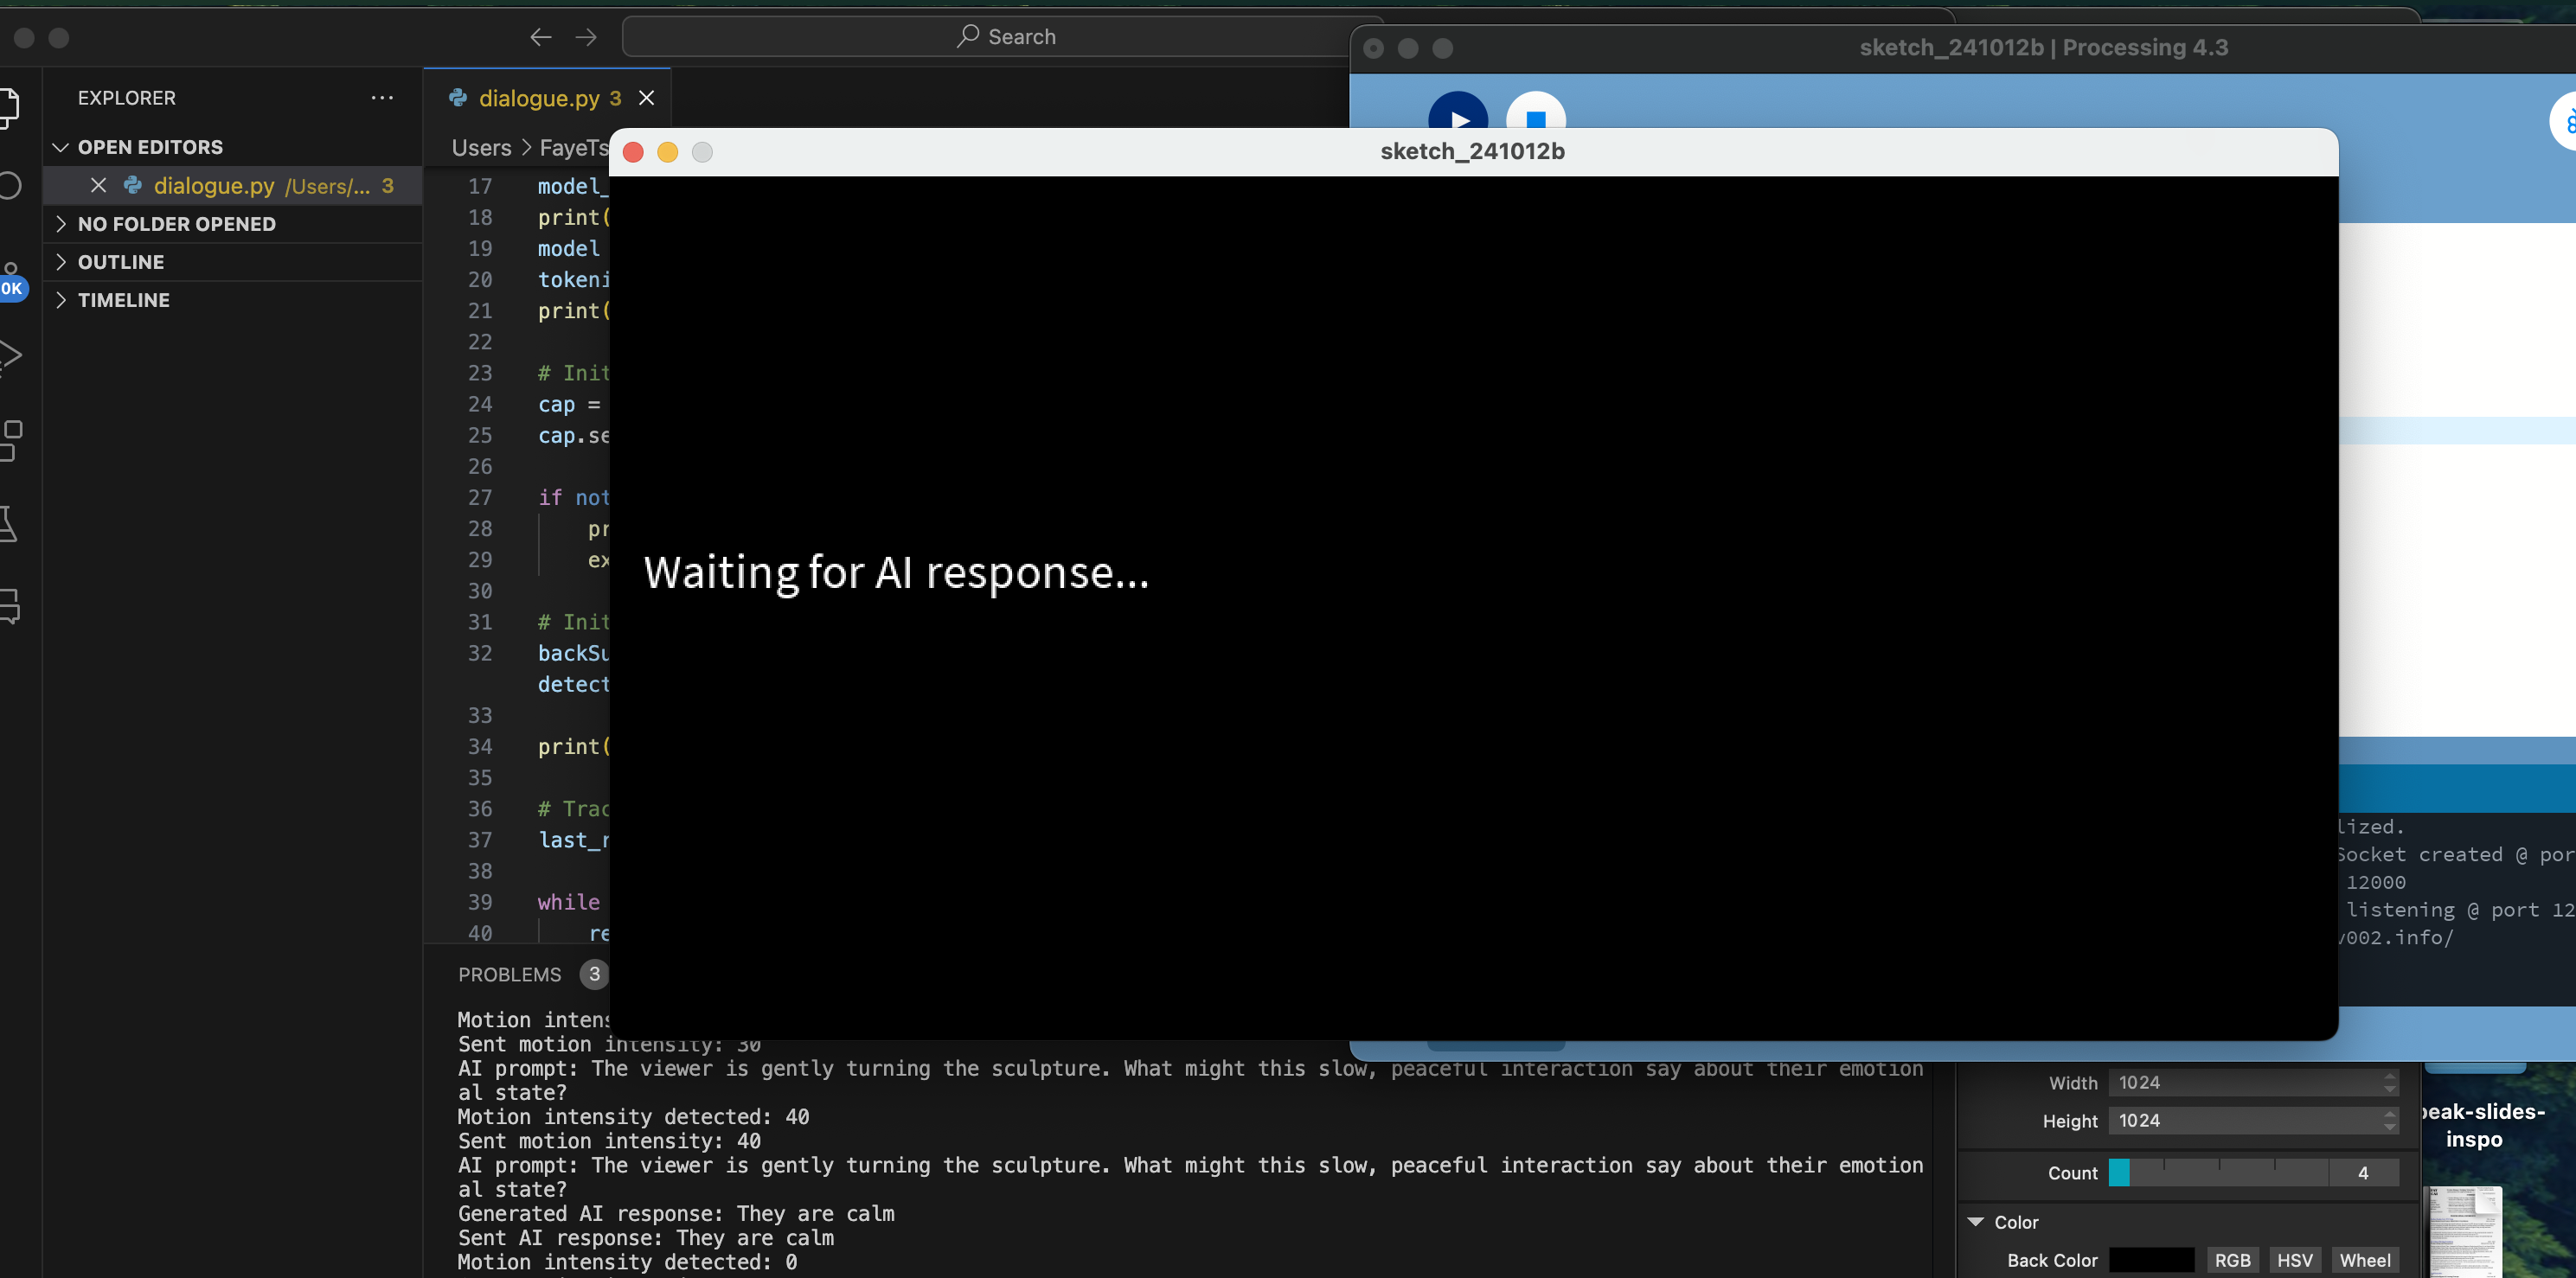 Search
sketch_241012b | Processing 4.3
EXPLORER
dialogue.py 3
OPEN EDITORS
Users > FayeTs
dialogue.py /Users/... 3
sketch_241012b
NO FOLDER OPENED
OUTLINE
TIMELINE
OK
17 model_
18 print(
19 model
20 tokeni
21 print(
22
23 # Init
24 cap =
25 cap.se
26
27 if not
28 pr
29 ex
30
31 # Init
32 backSu
detect
33
34 print(
35
36 # Trac
37 last_r
38
39 while
40 re
Waiting for AI response...
lized.
Socket created @ por
12000
listening @ port 12
v002.info/
PROBLEMS 3
Motion intens
Sent motion intensity: 30
AI prompt: The viewer is gently turning the sculpture. What might this slow, peaceful interaction say about their emotion
al state?
Motion intensity detected: 40
Sent motion intensity: 40
AI prompt: The viewer is gently turning the sculpture. What might this slow, peaceful interaction say about their emotion
al state?
Generated AI response: They are calm
Sent AI response: They are calm
Motion intensity detected: 0
Width 1024
Height 1024
Count 4
Color
Back Color RGB HSV Wheel
peak-slides-
inspo